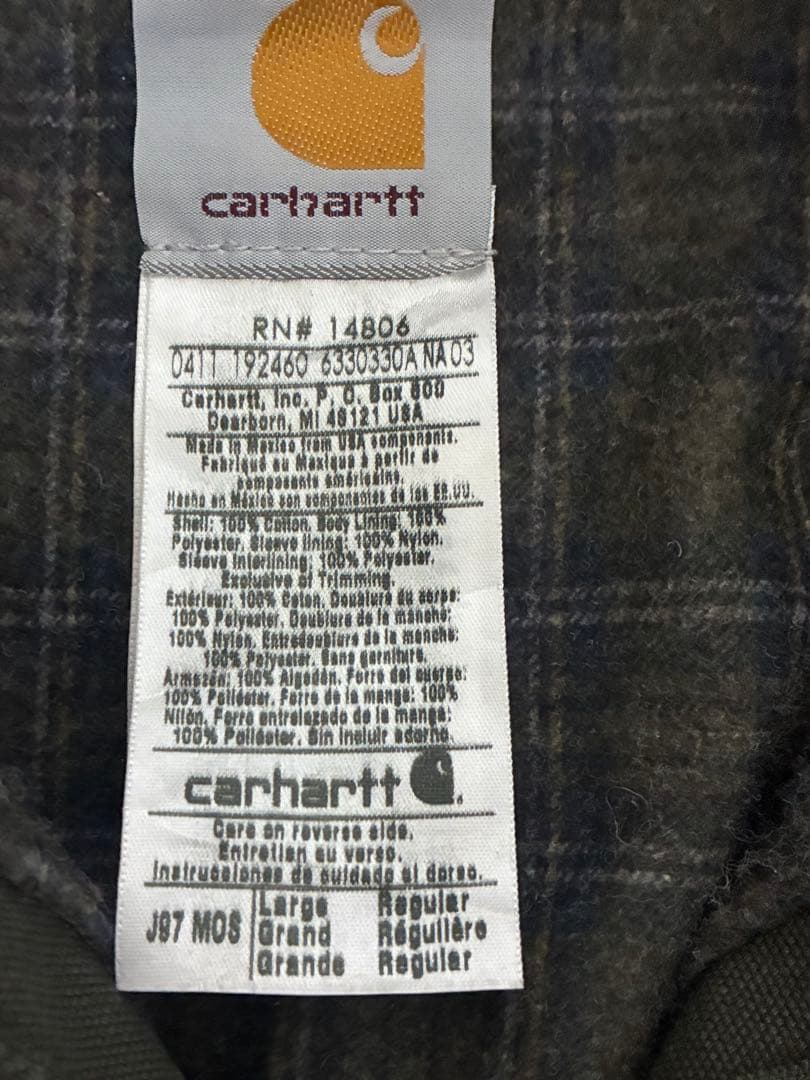 carhartt
RN# 14806
0411 192460 6330330A NA03
Carhartt, Inc. P. O. Box 600
Dearborn, MI 48121 USA
Made in Mexico from USA components.
Fabriqué au Mexique à partir de
composants américains.
Hecho en México con componentes de los EE.UU.
Shell: 100% Cotton. Body Lining: 100%
Polyester. Sleeve lining: 100% Nylon.
Sleeve Interlining: 100% Polyester.
Exclusive of Trimming.
Extérieur: 100% Coton. Doublure du corps:
100% Polyester. Doublure de la manche:
100% Nylon. Entredoublure de la manche:
100% Polyester. Sans garniture.
Armazón: 100% Algodón. Forro del cuerpo:
100% Poliéster. Forro de la manga: 100%
Nilón. Forro entrelazado de la manga:
100% Poliéster. Sin incluir adorno.
carhartt
Care on reverse side.
Entretien au verso.
Instrucciones de cuidado al dorso.
J97 MOS
Large Regular
Grand Régulière
Grande Regular